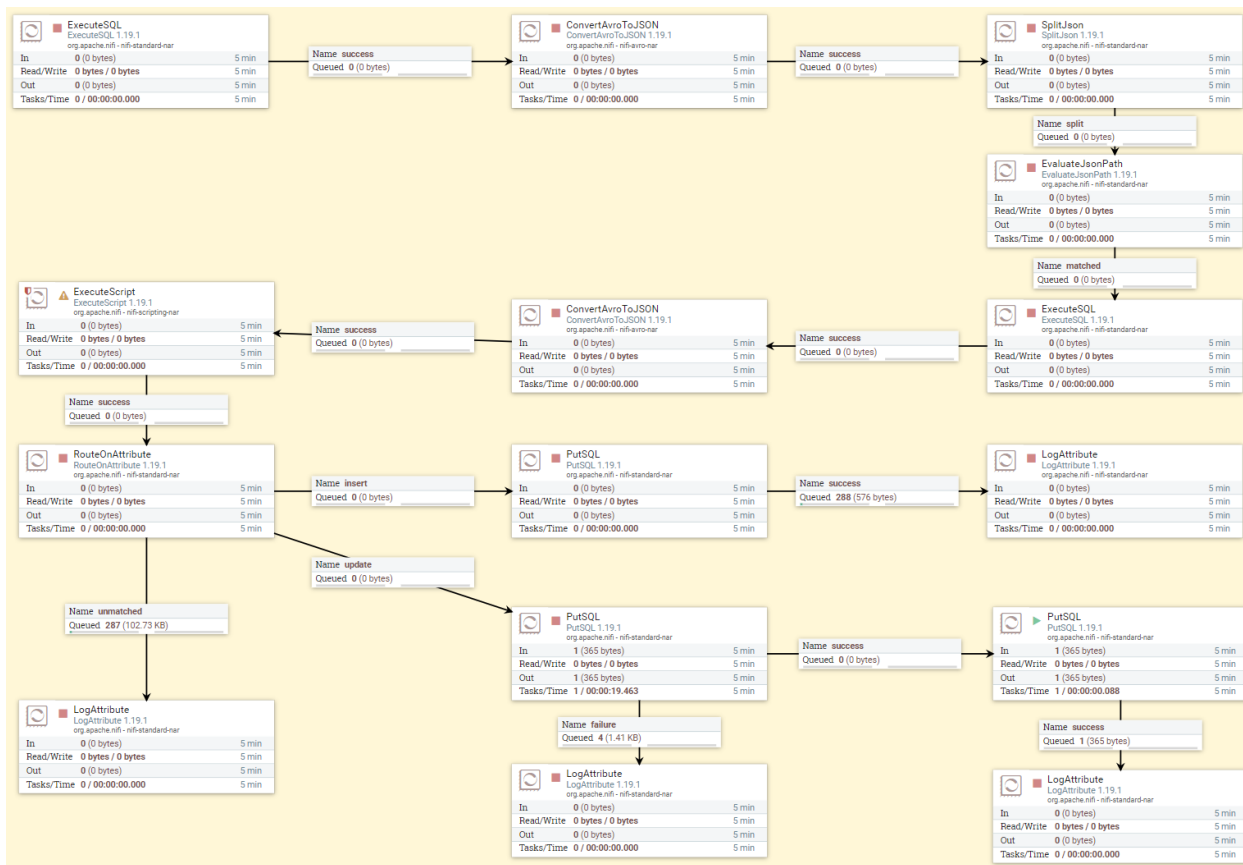 ExecuteSQL
ExecuteSQL 1.19.1
org.apache.nifi - nifi-standard-nar
In 0 (0 bytes) 5 min
Read/Write 0 bytes / 0 bytes 5 min
Out 0 (0 bytes) 5 min
Tasks/Time 0 / 00:00:00.000 5 min
Name success
Queued 0 (0 bytes)
ConvertAvroToJSON
ConvertAvroToJSON 1.19.1
org.apache.nifi - nifi-avro-nar
In 0 (0 bytes) 5 min
Read/Write 0 bytes / 0 bytes 5 min
Out 0 (0 bytes) 5 min
Tasks/Time 0 / 00:00:00.000 5 min
Name success
Queued 0 (0 bytes)
SplitJson
SplitJson 1.19.1
org.apache.nifi - nifi-standard-nar
In 0 (0 bytes) 5 min
Read/Write 0 bytes / 0 bytes 5 min
Out 0 (0 bytes) 5 min
Tasks/Time 0 / 00:00:00.000 5 min
Name split
Queued 0 (0 bytes)
EvaluateJsonPath
EvaluateJsonPath 1.19.1
org.apache.nifi - nifi-standard-nar
In 0 (0 bytes) 5 min
Read/Write 0 bytes / 0 bytes 5 min
Out 0 (0 bytes) 5 min
Tasks/Time 0 / 00:00:00.000 5 min
Name matched
Queued 0 (0 bytes)
ExecuteSQL
ExecuteSQL 1.19.1
org.apache.nifi - nifi-standard-nar
In 0 (0 bytes) 5 min
Read/Write 0 bytes / 0 bytes 5 min
Out 0 (0 bytes) 5 min
Tasks/Time 0 / 00:00:00.000 5 min
Name success
Queued 0 (0 bytes)
ConvertAvroToJSON
ConvertAvroToJSON 1.19.1
org.apache.nifi - nifi-avro-nar
In 0 (0 bytes) 5 min
Read/Write 0 bytes / 0 bytes 5 min
Out 0 (0 bytes) 5 min
Tasks/Time 0 / 00:00:00.000 5 min
Name success
Queued 0 (0 bytes)
ExecuteScript
ExecuteScript 1.19.1
org.apache.nifi - nifi-scripting-nar
In 0 (0 bytes) 5 min
Read/Write 0 bytes / 0 bytes 5 min
Out 0 (0 bytes) 5 min
Tasks/Time 0 / 00:00:00.000 5 min
Name success
Queued 0 (0 bytes)
RouteOnAttribute
RouteOnAttribute 1.19.1
org.apache.nifi - nifi-standard-nar
In 0 (0 bytes) 5 min
Read/Write 0 bytes / 0 bytes 5 min
Out 0 (0 bytes) 5 min
Tasks/Time 0 / 00:00:00.000 5 min
Name insert
Queued 0 (0 bytes)
PutSQL
PutSQL 1.19.1
org.apache.nifi - nifi-standard-nar
In 0 (0 bytes) 5 min
Read/Write 0 bytes / 0 bytes 5 min
Out 0 (0 bytes) 5 min
Tasks/Time 0 / 00:00:00.000 5 min
Name success
Queued 288 (576 bytes)
LogAttribute
LogAttribute 1.19.1
org.apache.nifi - nifi-standard-nar
In 0 (0 bytes) 5 min
Read/Write 0 bytes / 0 bytes 5 min
Out 0 (0 bytes) 5 min
Tasks/Time 0 / 00:00:00.000 5 min
Name update
Queued 0 (0 bytes)
Name unmatched
Queued 287 (102.73 KB)
PutSQL
PutSQL 1.19.1
org.apache.nifi - nifi-standard-nar
In 1 (365 bytes) 5 min
Read/Write 0 bytes / 0 bytes 5 min
Out 1 (365 bytes) 5 min
Tasks/Time 1 / 00:00:19.463 5 min
Name success
Queued 0 (0 bytes)
PutSQL
PutSQL 1.19.1
org.apache.nifi - nifi-standard-nar
In 1 (365 bytes) 5 min
Read/Write 0 bytes / 0 bytes 5 min
Out 1 (365 bytes) 5 min
Tasks/Time 1 / 00:00:00.088 5 min
LogAttribute
LogAttribute 1.19.1
org.apache.nifi - nifi-standard-nar
In 0 (0 bytes) 5 min
Read/Write 0 bytes / 0 bytes 5 min
Out 0 (0 bytes) 5 min
Tasks/Time 0 / 00:00:00.000 5 min
Name failure
Queued 4 (1.41 KB)
Name success
Queued 1 (365 bytes)
LogAttribute
LogAttribute 1.19.1
org.apache.nifi - nifi-standard-nar
In 0 (0 bytes) 5 min
Read/Write 0 bytes / 0 bytes 5 min
Out 0 (0 bytes) 5 min
Tasks/Time 0 / 00:00:00.000 5 min
LogAttribute
LogAttribute 1.19.1
org.apache.nifi - nifi-standard-nar
In 0 (0 bytes) 5 min
Read/Write 0 bytes / 0 bytes 5 min
Out 0 (0 bytes) 5 min
Tasks/Time 0 / 00:00:00.000 5 min